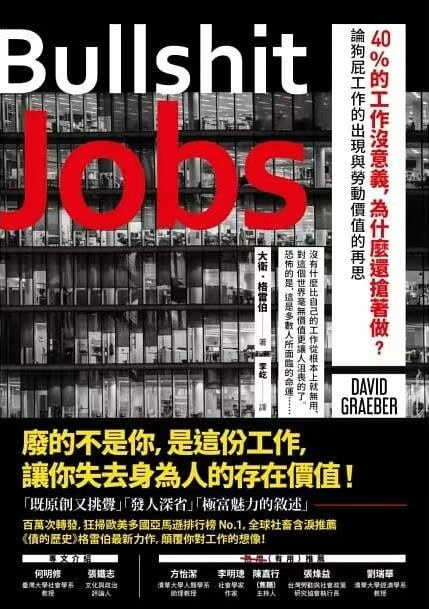 Bullshit
Jobs
40%的工作沒意義,為什麼還搶著做?
論狗屁工作的出現與勞動價值的再思
大衛・格雷伯 著
李屹 譯
沒有什麼比自己的工作從根本上就無用、
對這個世界毫無價值更讓人沮喪的了。
恐怖的是,這是多數人所面臨的命運……
DAVID
GRAEBER
廢的不是你,是這份工作,
讓你失去身為人的存在價值!
「既原創又挑釁」「發人深省」「極富魅力的敘述」
百萬次轉發,狂掃歐美多國亞馬遜排行榜No.1,全球社畜含淚推薦
《債的歷史》格雷伯最新力作,顛覆你對工作的想像!
專文介紹
無用(有用)推薦
何明修
臺灣大學社會學系
教授
張鐵志
文化與政治
評論人
方怡潔
清華大學人類學系
助理教授
李明璁
社會學家
作家
陳嘉行
(焦糖)
主持人
張烽益
台灣勞動與社會政策
研究協會執行長
劉瑞華
清華大學經濟學系
教授